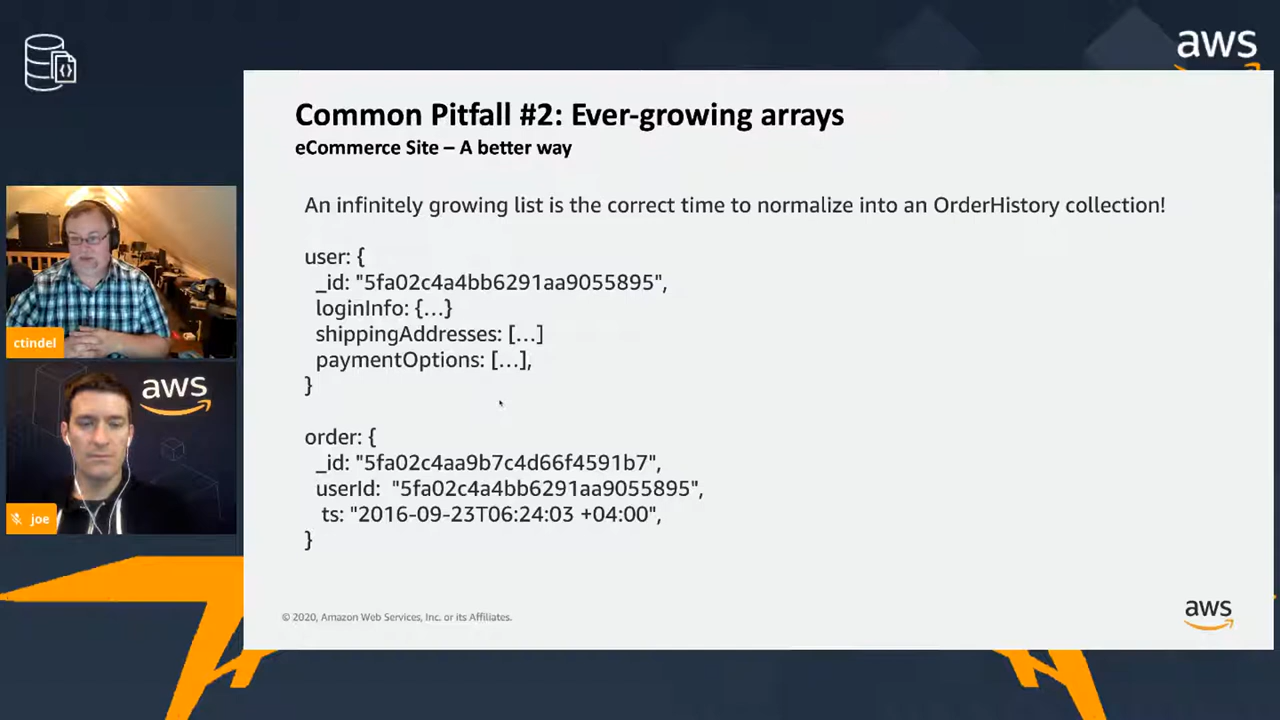 aws
Common Pitfall #2: Ever-growing arrays
eCommerce Site – A better way
An infinitely growing list is the correct time to normalize into an OrderHistory collection!
user: {
_id: "5fa02c4a4bb6291aa9055895",
loginInfo: {…}
shippingAddresses: […]
paymentOptions: […],
}
order: {
_id: "5fa02c4aa9b7c4d66f4591b7",
userId: "5fa02c4a4bb6291aa9055895",
ts: "2016-09-23T06:24:03 +04:00",
}
© 2020, Amazon Web Services, Inc. or its Affiliates.
aws
ctindel
aws
joe